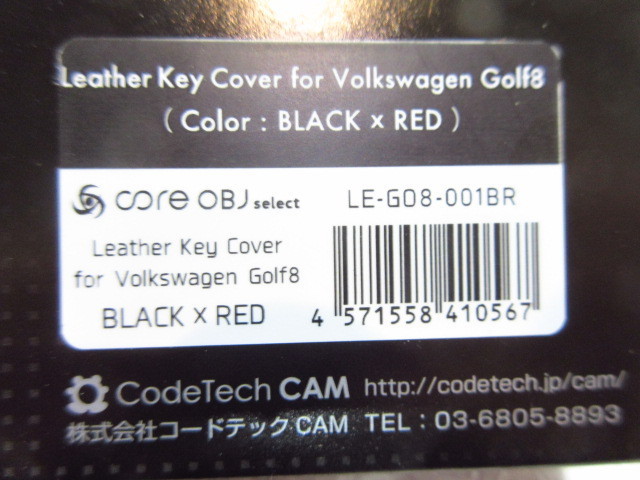 Leather Key Cover for Volkswagen Golf8
( Color : BLACK × RED )
core OBJ select LE-G08-001BR
Leather Key Cover
for Volkswagen Golf8
BLACK × RED
4 571558 410567
CodeTech CAM http://codetech.jp/cam/
株式会社コードテックCAM TEL : 03-6805-8893